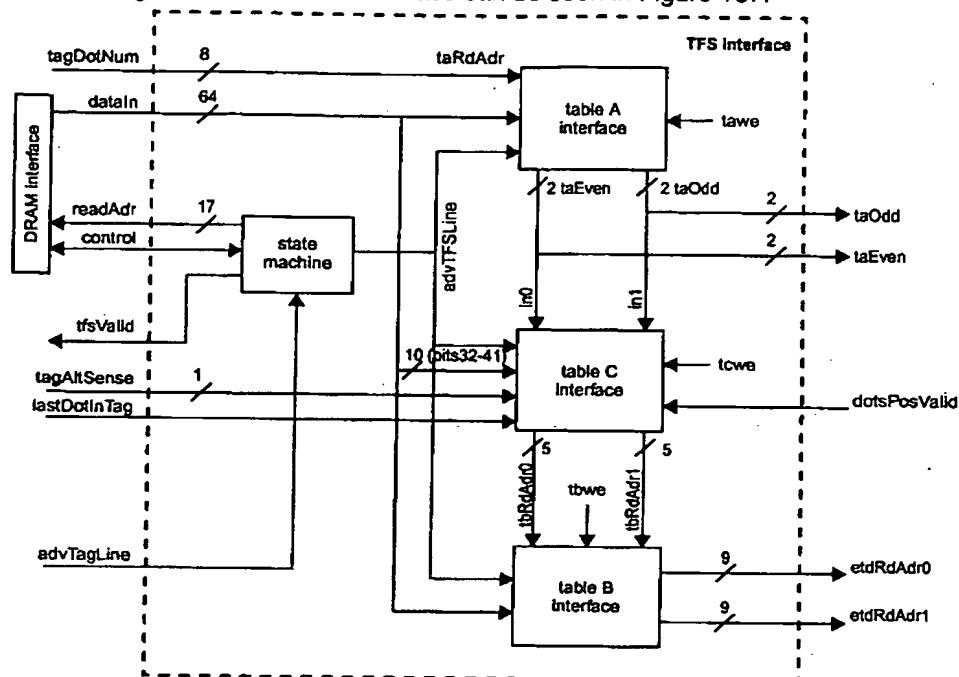 TFS Interface
tagDotNum
8
taRdAdr
dataIn
64
table A
interface
tawe
DRAM Interface
2 taEven
2 taOdd
readAdr
17
control
state
machine
advTFSLine
2
taOdd
2
taEven
in0
in1
tfsValid
10 (bits32-41)
table C
Interface
tcwe
tagAltSense
1
lastDotInTag
dotsPosValid
5
5
tbRdAdr0
tbwe
tbRdAdr1
advTagLine
table B
Interface
9
etdRdAdr0
9
etdRdAdr1